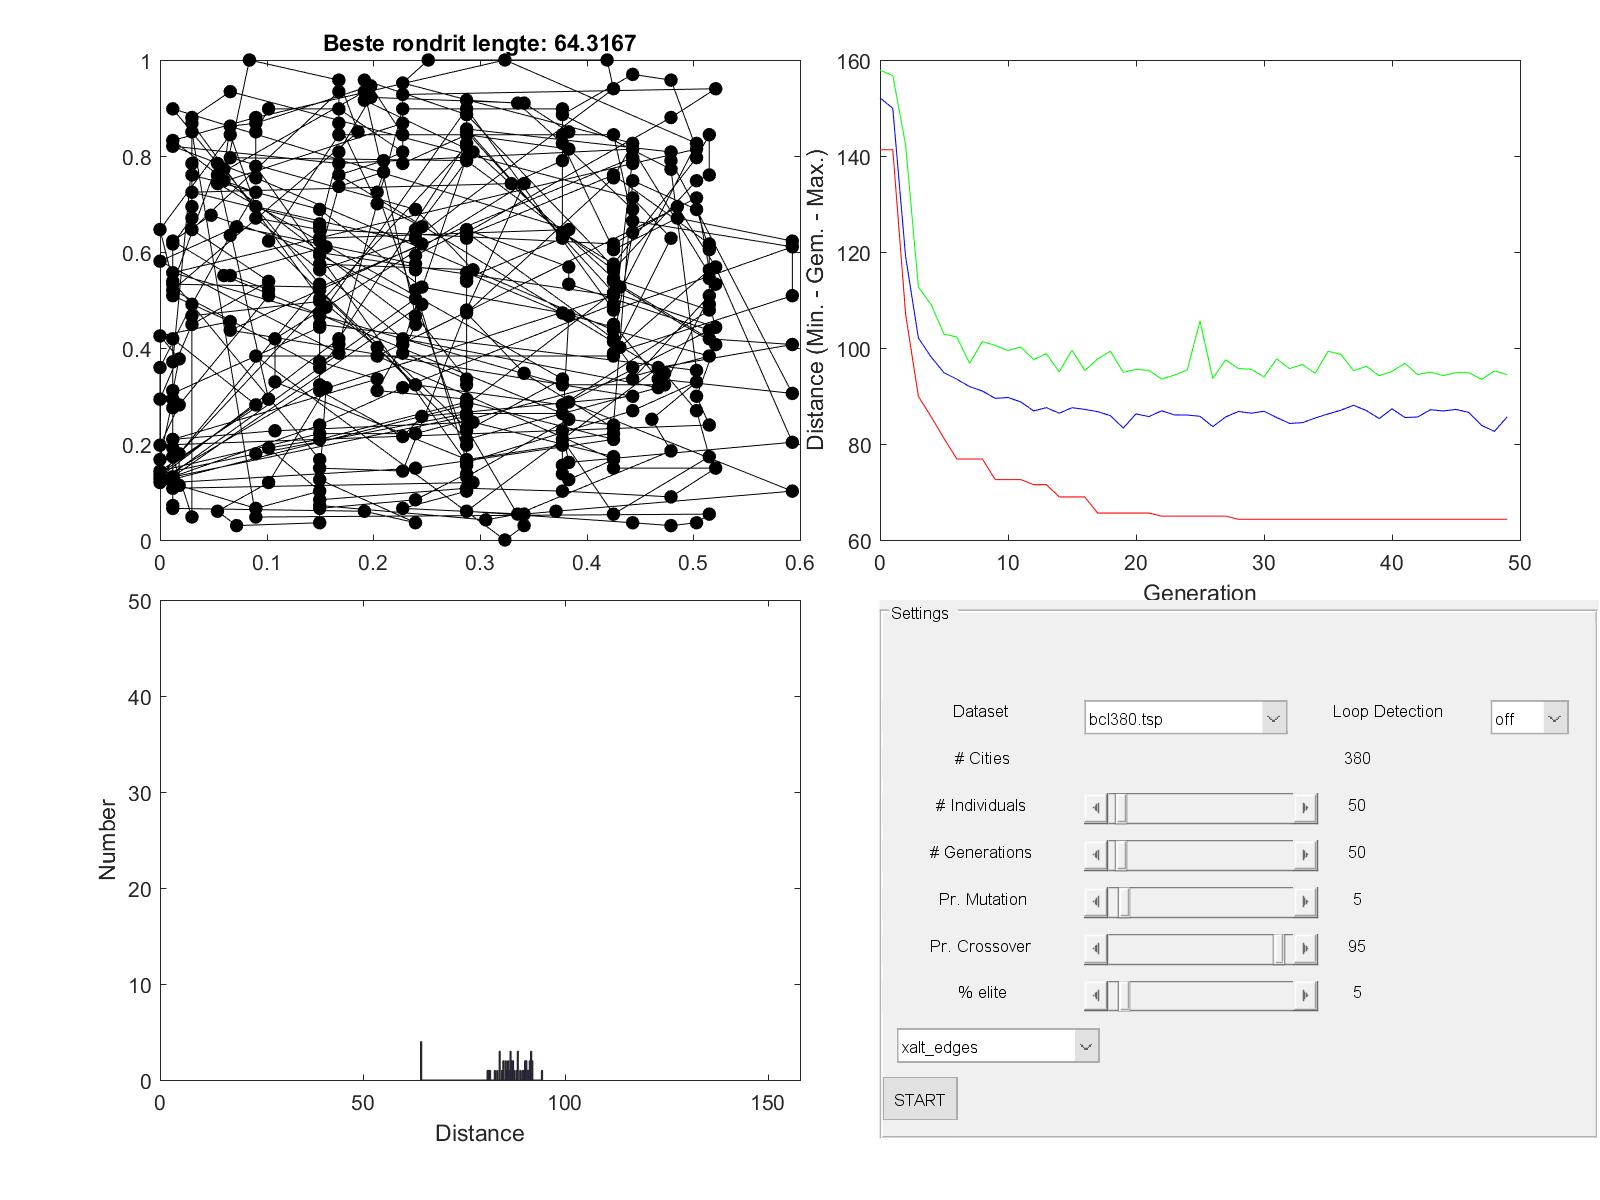 Beste rondrit lengte: 64.3167
1
0.8
0.6
0.4
0.2
0
0 0.1 0.2 0.3 0.4 0.5 0.6
Distance (Min. - Gem. - Max.)
160
140
120
100
80
60
0 10 20 30 40 50
Generation
Number
50
40
30
20
10
0
0 50 100 150
Distance
Settings
Dataset bcl380.tsp Loop Detection off
# Cities 380
# Individuals 50
# Generations 50
Pr. Mutation 5
Pr. Crossover 95
% elite 5
xalt_edges
START